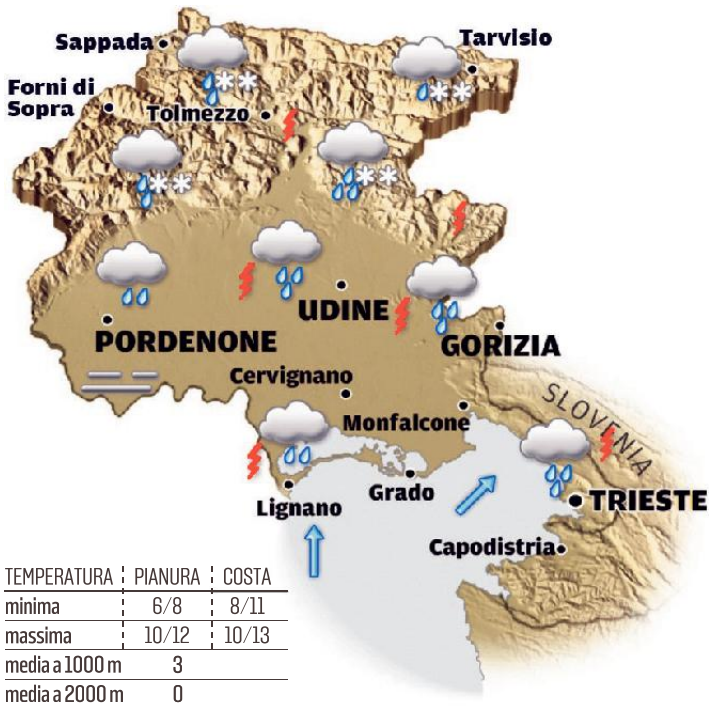 Sappada
Tarvisio
Forni di
Sopra
Tolmezzo
UDINE
PORDENONE
GORIZIA
Cervignano
SLOVENIA
Monfalcone
Grado
Lignano
TRIESTE
Capodistria
TEMPERATURA PIANURA COSTA
minima 6/8 8/11
massima 10/12 10/13
media a 1000 m 3
media a 2000 m 0